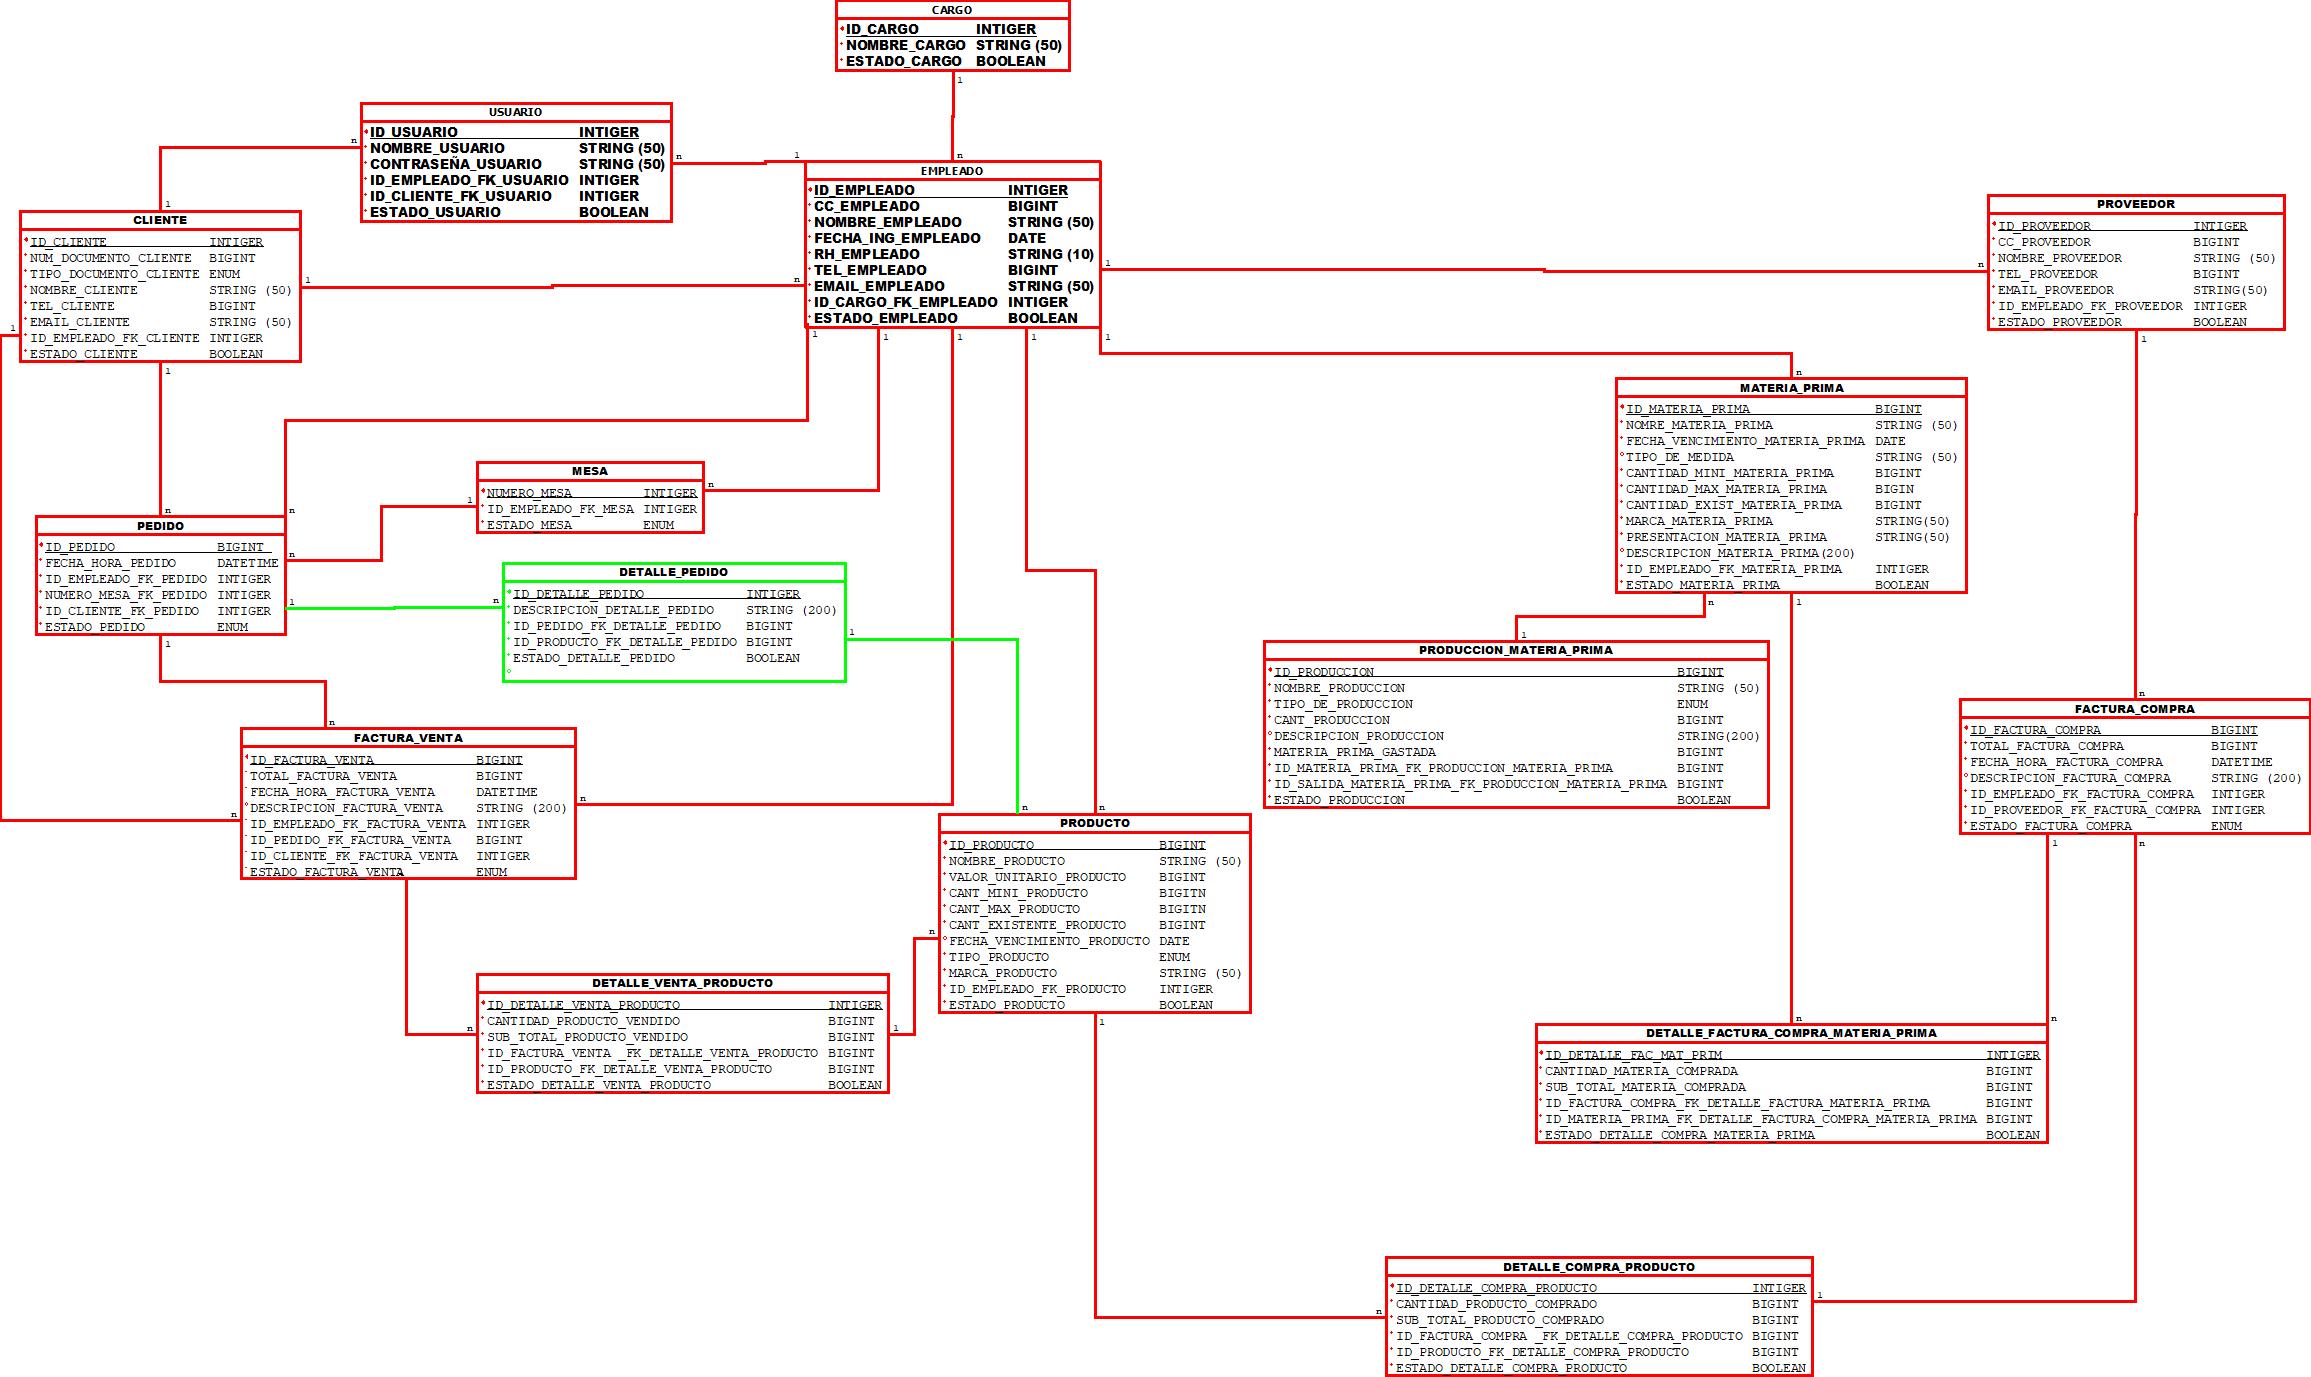 CARGO
ID_CARGO INTIGER
NOMBRE_CARGO STRING (50)
ESTADO_CARGO BOOLEAN
1
n
USUARIO
ID_USUARIO INTIGER
NOMBRE_USUARIO STRING (50)
CONTRASEÑA_USUARIO STRING (50)
ID_EMPLEADO_FK_USUARIO INTIGER
ID_CLIENTE_FK_USUARIO INTIGER
ESTADO_USUARIO BOOLEAN
n
n
1
1
EMPLEADO
ID_EMPLEADO INTIGER
CC_EMPLEADO BIGINT
NOMBRE_EMPLEADO STRING (50)
FECHA_ING_EMPLEADO DATE
RH_EMPLEADO STRING (10)
TEL_EMPLEADO BIGINT
EMAIL_EMPLEADO STRING (50)
ID_CARGO_FK_EMPLEADO INTIGER
ESTADO_EMPLEADO BOOLEAN
1
n
1
n
1
1
1
1
1
CLIENTE
ID_CLIENTE INTIGER
NUM_DOCUMENTO_CLIENTE BIGINT
TIPO_DOCUMENTO_CLIENTE ENUM
NOMBRE_CLIENTE STRING (50)
TEL_CLIENTE BIGINT
EMAIL_CLIENTE STRING (50)
ID_EMPLEADO_FK_CLIENTE INTIGER
ESTADO_CLIENTE BOOLEAN
1
1
PROVEEDOR
ID_PROVEEDOR INTIGER
CC_PROVEEDOR BIGINT
NOMBRE_PROVEEDOR STRING (50)
TEL_PROVEEDOR BIGINT
EMAIL_PROVEEDOR STRING(50)
ID_EMPLEADO_FK_PROVEEDOR INTIGER
ESTADO_PROVEEDOR BOOLEAN
1
n
MATERIA_PRIMA
ID_MATERIA_PRIMA BIGINT
NOMRE_MATERIA_PRIMA STRING (50)
FECHA_VENCIMIENTO_MATERIA_PRIMA DATE
TIPO_DE_MEDIDA STRING (50)
CANTIDAD_MINI_MATERIA_PRIMA BIGINT
CANTIDAD_MAX_MATERIA_PRIMA BIGIN
CANTIDAD_EXIST_MATERIA_PRIMA BIGINT
MARCA_MATERIA_PRIMA STRING(50)
PRESENTACION_MATERIA_PRIMA STRING(50)
DESCRIPCION_MATERIA_PRIMA(200)
ID_EMPLEADO_FK_MATERIA_PRIMA INTIGER
ESTADO_MATERIA_PRIMA BOOLEAN
n
1
1
MESA
NUMERO_MESA INTIGER
ID_EMPLEADO_FK_MESA INTIGER
ESTADO_MESA ENUM
n
1
n
n
PEDIDO
ID_PEDIDO BIGINT
FECHA_HORA_PEDIDO DATETIME
ID_EMPLEADO_FK_PEDIDO INTIGER
NUMERO_MESA_FK_PEDIDO INTIGER
ID_CLIENTE_FK_PEDIDO INTIGER
ESTADO_PEDIDO ENUM
n
1
n
1
DETALLE_PEDIDO
ID_DETALLE_PEDIDO INTIGER
DESCRIPCION_DETALLE_PEDIDO STRING (200)
ID_PEDIDO_FK_DETALLE_PEDIDO BIGINT
ID_PRODUCTO_FK_DETALLE_PEDIDO BIGINT
ESTADO_DETALLE_PEDIDO BOOLEAN
1
PRODUCCION_MATERIA_PRIMA
ID_PRODUCCION BIGINT
NOMBRE_PRODUCCION STRING (50)
TIPO_DE_PRODUCCION ENUM
CANT_PRODUCCION BIGINT
DESCRIPCION_PRODUCCION STRING(200)
MATERIA_PRIMA_GASTADA BIGINT
ID_MATERIA_PRIMA_FK_PRODUCCION_MATERIA_PRIMA BIGINT
ID_SALIDA_MATERIA_PRIMA_FK_PRODUCCION_MATERIA_PRIMA BIGINT
ESTADO_PRODUCCION BOOLEAN
n
FACTURA_COMPRA
ID_FACTURA_COMPRA BIGINT
TOTAL_FACTURA_COMPRA BIGINT
FECHA_HORA_FACTURA_COMPRA DATETIME
DESCRIPCION_FACTURA_COMPRA STRING (200)
ID_EMPLEADO_FK_FACTURA_COMPRA INTIGER
ID_PROVEEDOR_FK_FACTURA_COMPRA INTIGER
ESTADO_FACTURA_COMPRA ENUM
1
n
n
FACTURA_VENTA
ID_FACTURA_VENTA BIGINT
TOTAL_FACTURA_VENTA BIGINT
FECHA_HORA_FACTURA_VENTA DATETIME
DESCRIPCION_FACTURA_VENTA STRING (200)
ID_EMPLEADO_FK_FACTURA_VENTA INTIGER
ID_PEDIDO_FK_FACTURA_VENTA BIGINT
ID_CLIENTE_FK_FACTURA_VENTA INTIGER
ESTADO_FACTURA_VENTA ENUM
n
n
1
n
n
PRODUCTO
ID_PRODUCTO BIGINT
NOMBRE_PRODUCTO STRING (50)
VALOR_UNITARIO_PRODUCTO BIGINT
CANT_MINI_PRODUCTO BIGITN
CANT_MAX_PRODUCTO BIGITN
CANT_EXISTENTE_PRODUCTO BIGINT
FECHA_VENCIMIENTO_PRODUCTO DATE
TIPO_PRODUCTO ENUM
MARCA_PRODUCTO STRING (50)
ID_EMPLEADO_FK_PRODUCTO INTIGER
ESTADO_PRODUCTO BOOLEAN
n
1
DETALLE_VENTA_PRODUCTO
ID_DETALLE_VENTA_PRODUCTO INTIGER
CANTIDAD_PRODUCTO_VENDIDO BIGINT
SUB_TOTAL_PRODUCTO_VENDIDO BIGINT
ID_FACTURA_VENTA _FK_DETALLE_VENTA_PRODUCTO BIGINT
ID_PRODUCTO_FK_DETALLE_VENTA_PRODUCTO BIGINT
ESTADO_DETALLE_VENTA_PRODUCTO BOOLEAN
n
1
n
n
DETALLE_FACTURA_COMPRA_MATERIA_PRIMA
ID_DETALLE_FAC_MAT_PRIM INTIGER
CANTIDAD_MATERIA_COMPRADA BIGINT
SUB_TOTAL_MATERIA_COMPRADA BIGINT
ID_FACTURA_COMPRA_FK_DETALLE_FACTURA_MATERIA_PRIMA BIGINT
ID_MATERIA_PRIMA_FK_DETALLE_FACTURA_COMPRA_MATERIA_PRIMA BIGINT
ESTADO_DETALLE_COMPRA_MATERIA_PRIMA BOOLEAN
DETALLE_COMPRA_PRODUCTO
ID_DETALLE_COMPRA_PRODUCTO INTIGER
CANTIDAD_PRODUCTO_COMPRADO BIGINT
SUB_TOTAL_PRODUCTO_COMPRADO BIGINT
ID_FACTURA_COMPRA _FK_DETALLE_COMPRA_PRODUCTO BIGINT
ID_PRODUCTO_FK_DETALLE_COMPRA_PRODUCTO BIGINT
ESTADO_DETALLE_COMPRA_PRODUCTO BOOLEAN
n
1